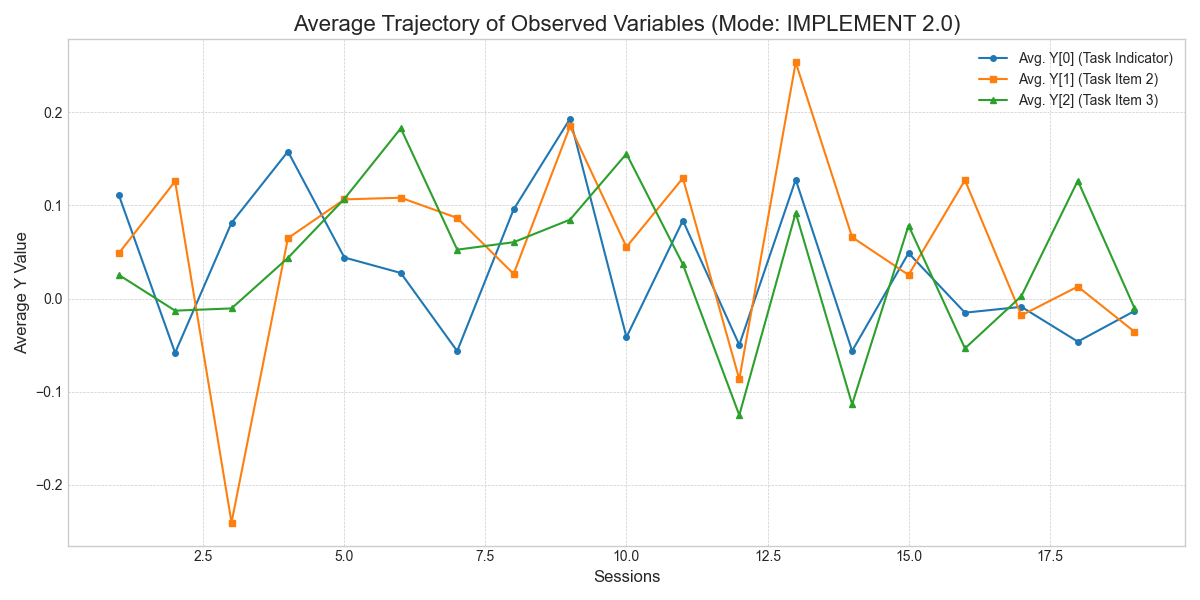 Average Trajectory of Observed Variables (Mode: IMPLEMENT 2.0)
Avg. Y[0] (Task Indicator)
Avg. Y[1] (Task Item 2)
Avg. Y[2] (Task Item 3)
Average Y Value
0.2
0.1
0.0
−0.1
−0.2
2.5 5.0 7.5 10.0 12.5 15.0 17.5
Sessions